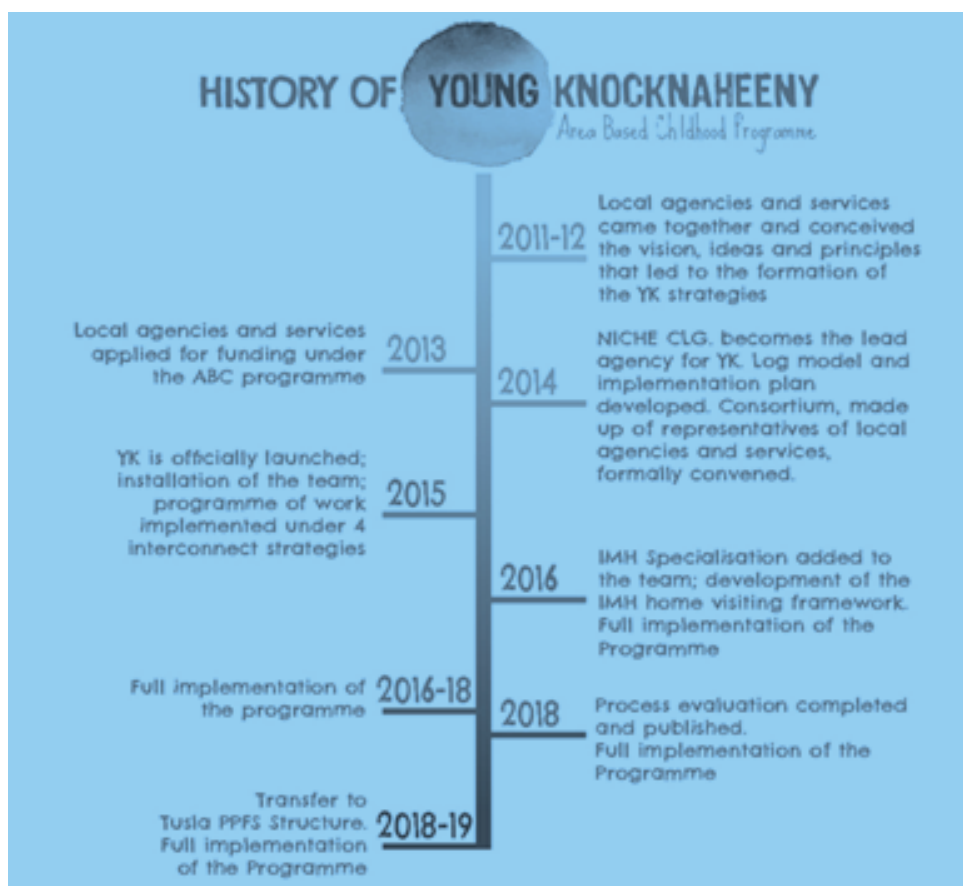 HISTORY OF YOUNG KNOCKNAHEENY
Area Based Childhood Programme
2011-12
Local agencies and services
came together and conceived
the vision, ideas and principles
that led to the formation of
the YK strategies
Local agencies and services
applied for funding under
the ABC programme
2013
2014
NICHE CLG. becomes the lead
agency for YK. Log model and
implementation plan
developed. Consortium, made
up of representatives of local
agencies and services,
formally convened.
YK is officially launched;
installation of the team;
programme of work
implemented under 4
interconnect strategies
2015
2016
IMH Specialisation added to
the team; development of the
IMH home visiting framework.
Full implementation of the
Programme
Full implementation of
the programme
2016-18
2018
Process evaluation completed
and published.
Full implementation of the
Programme
Transfer to
Tusla PPFS Structure.
Full implementation
of the Programme
2018-19